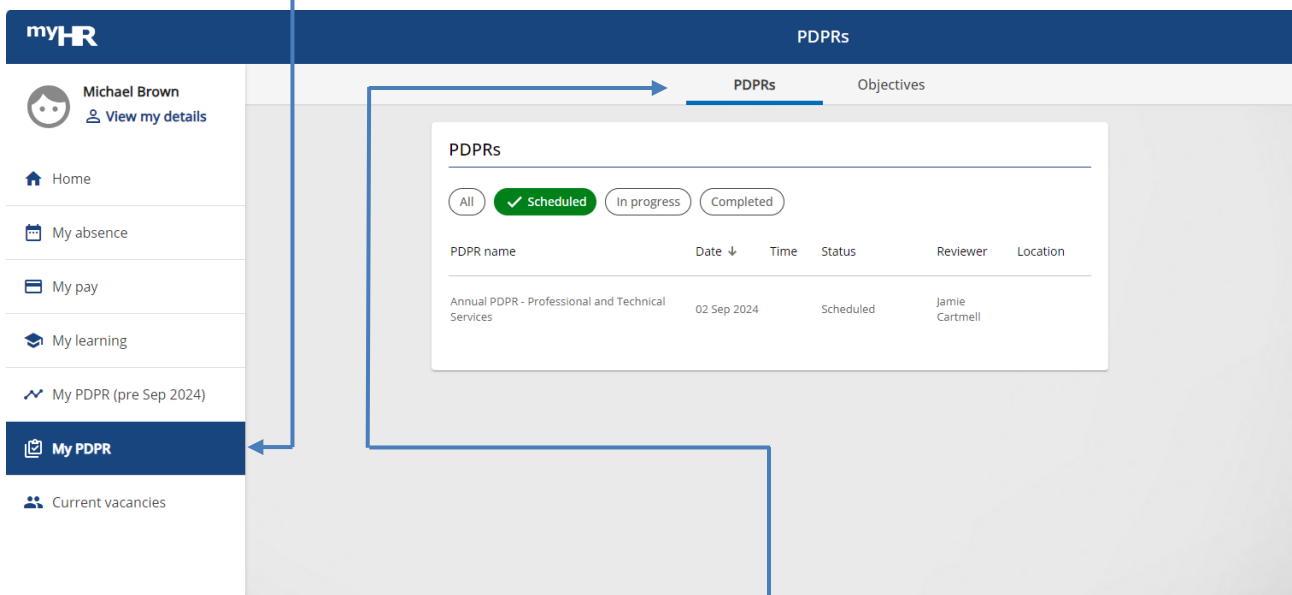 myHR
PDPRs
Michael Brown
View my details
PDPRs Objectives
Home
My absence
My pay
My learning
My PDPR (pre Sep 2024)
My PDPR
Current vacancies
PDPRs
All Scheduled In progress Completed
PDPR name Date Time Status Reviewer Location
Annual PDPR - Professional and Technical
Services
02 Sep 2024
Scheduled
Jamie
Cartmell